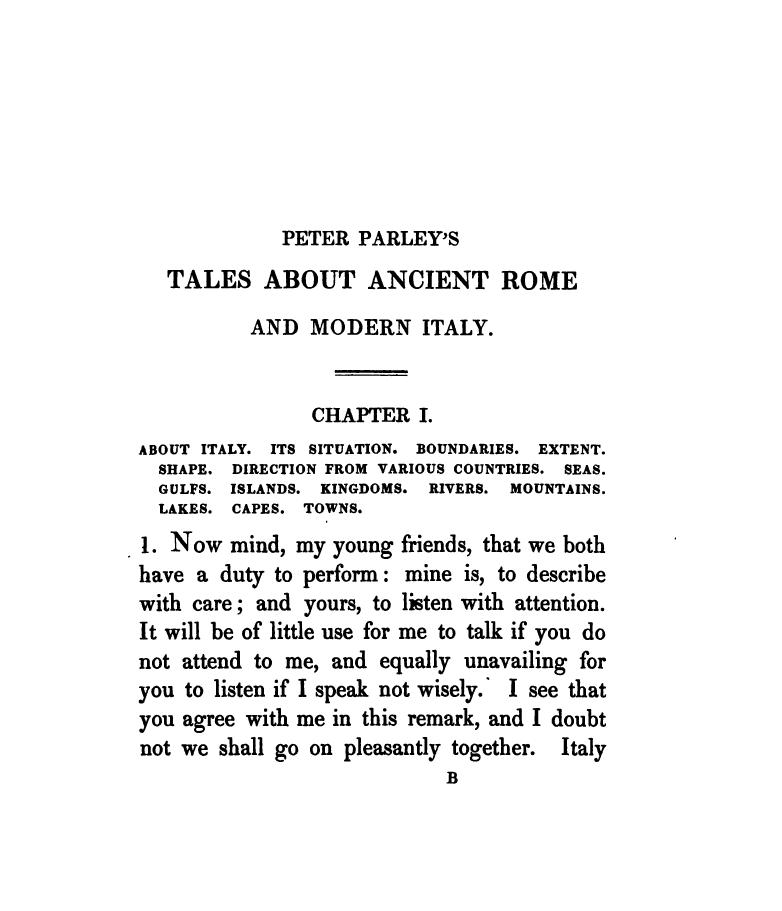 PETER PARLEY'S
TALES ABOUT ANCIENT ROME
AND MODERN ITALY.
CHAPTER I.
ABOUT ITALY. ITS SITUATION. BOUNDARIES. EXTENT.
SHAPE. DIRECTION FROM VARIOUS COUNTRIES. SEAS.
GULFS. ISLANDS. KINGDOMS. RIVERS. MOUNTAINS.
LAKES. CAPES. TOWNS.
1. Now mind, my young friends, that we both
have a duty to perform: mine is, to describe
with care; and yours, to listen with attention.
It will be of little use for me to talk if you do
not attend to me, and equally unavailing for
you to listen if I speak not wisely. I see that
you agree with me in this remark, and I doubt
not we shall go on pleasantly together. Italy
B